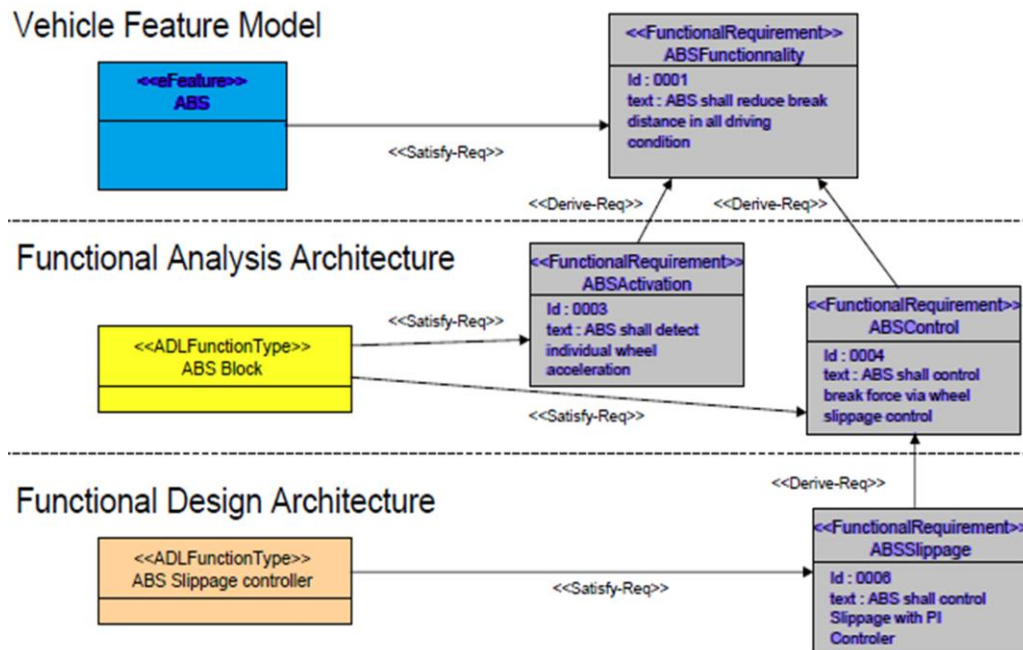 Vehicle Feature Model
<<eFeature>>
ABS
<<Satisfy-Req>>
<<FunctionalRequirement>>
ABSFunctionnality
Id : 0001
text : ABS shall reduce break
distance in all driving
condition
<<Derive-Req>>
<<Derive-Req>>
Functional Analysis Architecture
<<ADLFunctionType>>
ABS Block
<<Satisfy-Req>>
<<Satisfy-Req>>
<<FunctionalRequirement>>
ABSActivation
Id : 0003
text : ABS shall detect
individual wheel
acceleration
<<FunctionalRequirement>>
ABSControl
Id : 0004
text : ABS shall control
break force via wheel
slippage control
<<Derive-Req>>
Functional Design Architecture
<<ADLFunctionType>>
ABS Slippage controller
<<Satisfy-Req>>
<<FunctionalRequirement>>
ABSSlippage
Id : 0006
text : ABS shall control
Slippage with PI
Controler